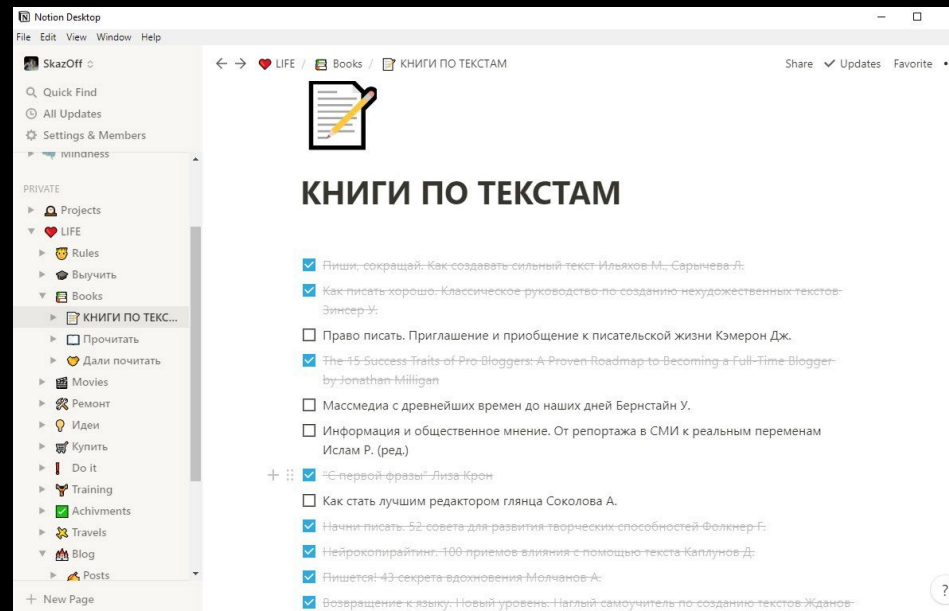 Notion Desktop
File Edit View Window Help
SkazOff
Quick Find
All Updates
Settings & Members
Mindness
PRIVATE
Projects
LIFE
Rules
Выучить
Books
КНИГИ ПО ТЕКС...
Прочитать
Дали почитать
Movies
Ремонт
Идеи
Купить
Do it
Training
Achivments
Travels
Blog
Posts
+ New Page
LIFE / Books / КНИГИ ПО ТЕКСТАМ
Share Updates Favorite
КНИГИ ПО ТЕКСТАМ
Пиши, сокращай. Как создавать сильный текст Ильяхов М., Сарычева Л.
Как писать хорошо. Классическое руководство по созданию нехудожественных текстов
Зинсер У.
Право писать. Приглашение и приобщение к писательской жизни Кэмерон Дж.
The 15 Success Traits of Pro Bloggers: A Proven Roadmap to Becoming a Full-Time Blogger
by Jonathan Milligan
Массмедиа с древнейших времен до наших дней Бернстайн У.
Информация и общественное мнение. От репортажа в СМИ к реальным переменам
Ислам Р. (ред.)
"С первой фразы" Лиза Крон
Как стать лучшим редактором глянца Соколова А.
Начни писать. 52 совета для развития творческих способностей Фолкнер Г.
Нейрокопирайтинг. 100 приемов влияния с помощью текста Каплунов Д.
Пишется! 43 секрета вдохновения Молчанов А.
Возвращение к языку. Новый уровень. Наглый самоучитель по созданию текстов Жданов
?